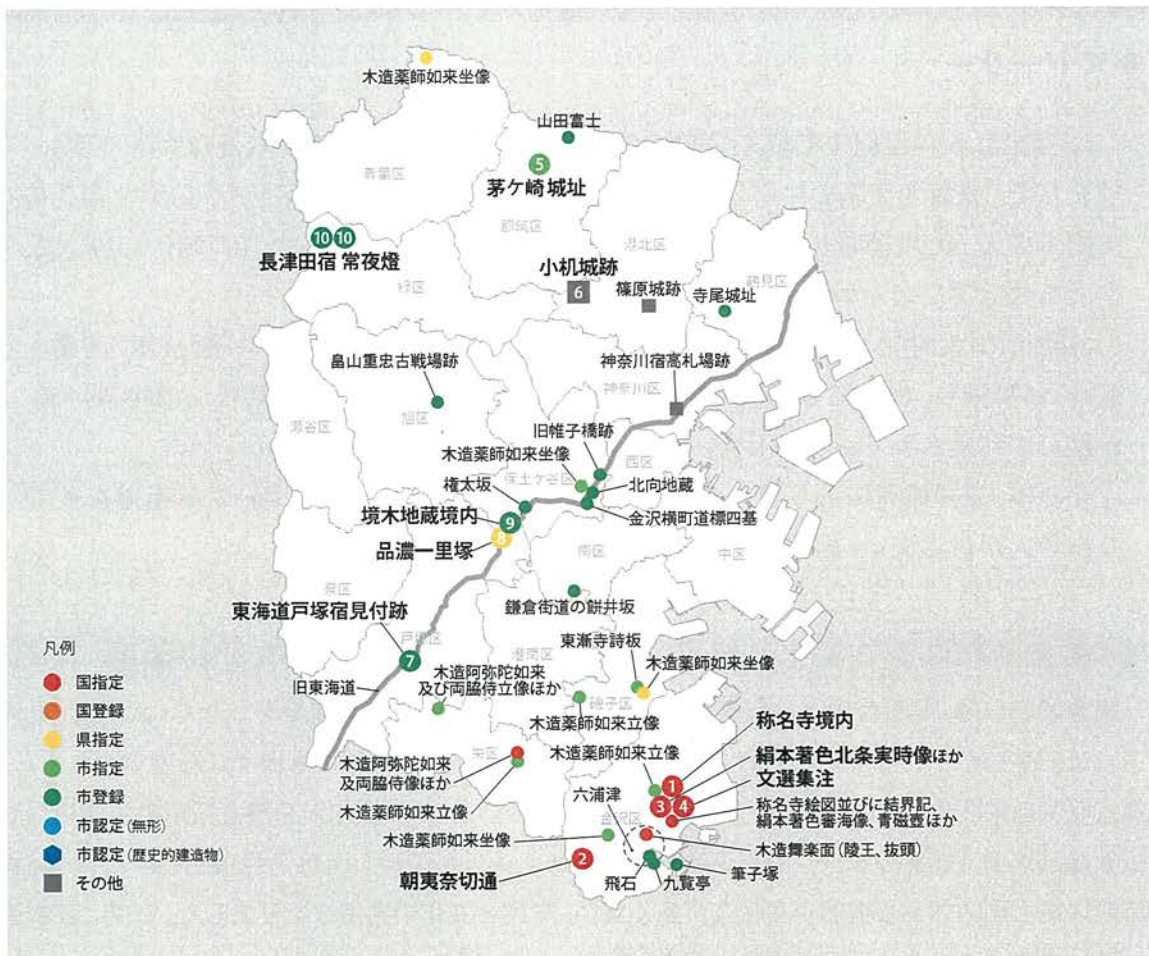 木造薬師如来坐像
山田富士
5
茅ケ崎城址
青葉区
都筑区
港北区
10 10
長津田宿 常夜燈
緑区
小机城跡
6
篠原城跡
鶴見区
寺尾城址
畠山重忠古戦場跡
神奈川宿高札場跡
神奈川区
瀬谷区
旭区
旧帷子橋跡
木造薬師如来坐像
西区
保土ケ谷区
権太坂
北向地蔵
境木地蔵境内
9
金沢横町道標四基
品濃一里塚
8
南区
中区
泉区
鎌倉街道の餅井坂
東海道戸塚宿見付跡
戸塚区
7
港南区
東漸寺詩板
木造薬師如来坐像
旧東海道
木造阿弥陀如来
及び両脇侍立像ほか
磯子区
木造薬師如来立像
称名寺境内
栄区
木造薬師如来立像
1
絹本著色北条実時像ほか
木造阿弥陀如来
及両脇侍像ほか
文選集注
3 4
六浦津
称名寺絵図並びに結界記、
絹本著色審海像、青磁壺ほか
木造薬師如来立像
金沢区
木造薬師如来坐像
木造舞楽面（陵王、抜頭）
2
朝夷奈切通
飛石
九覧亭
筆子塚
凡例
国指定
国登録
県指定
市指定
市登録
市認定（無形）
市認定（歴史的建造物）
その他